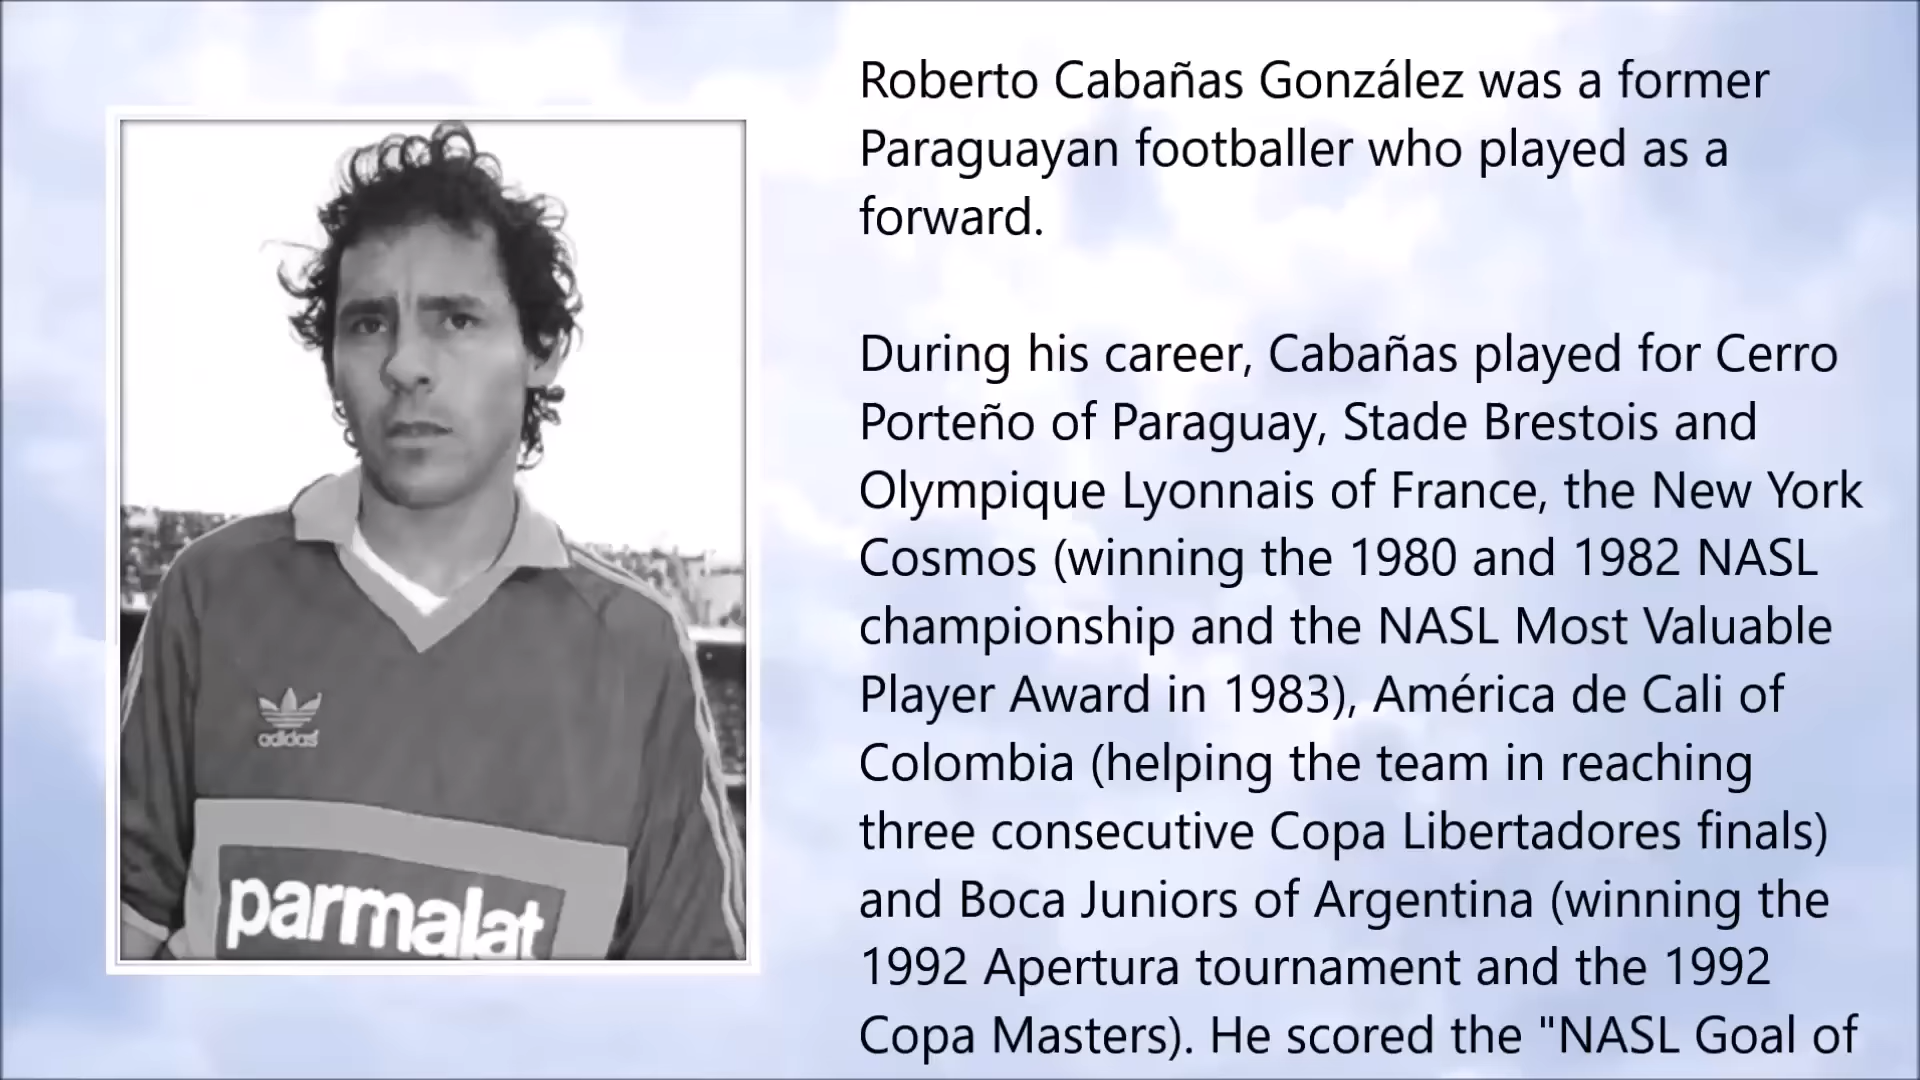 Roberto Cabañas González was a former
Paraguayan footballer who played as a
forward.
During his career, Cabañas played for Cerro
Porteño of Paraguay, Stade Brestois and
Olympique Lyonnais of France, the New York
Cosmos (winning the 1980 and 1982 NASL
championship and the NASL Most Valuable
Player Award in 1983), América de Cali of
Colombia (helping the team in reaching
three consecutive Copa Libertadores finals)
and Boca Juniors of Argentina (winning the
1992 Apertura tournament and the 1992
Copa Masters). He scored the "NASL Goal of
adidas
parmalat